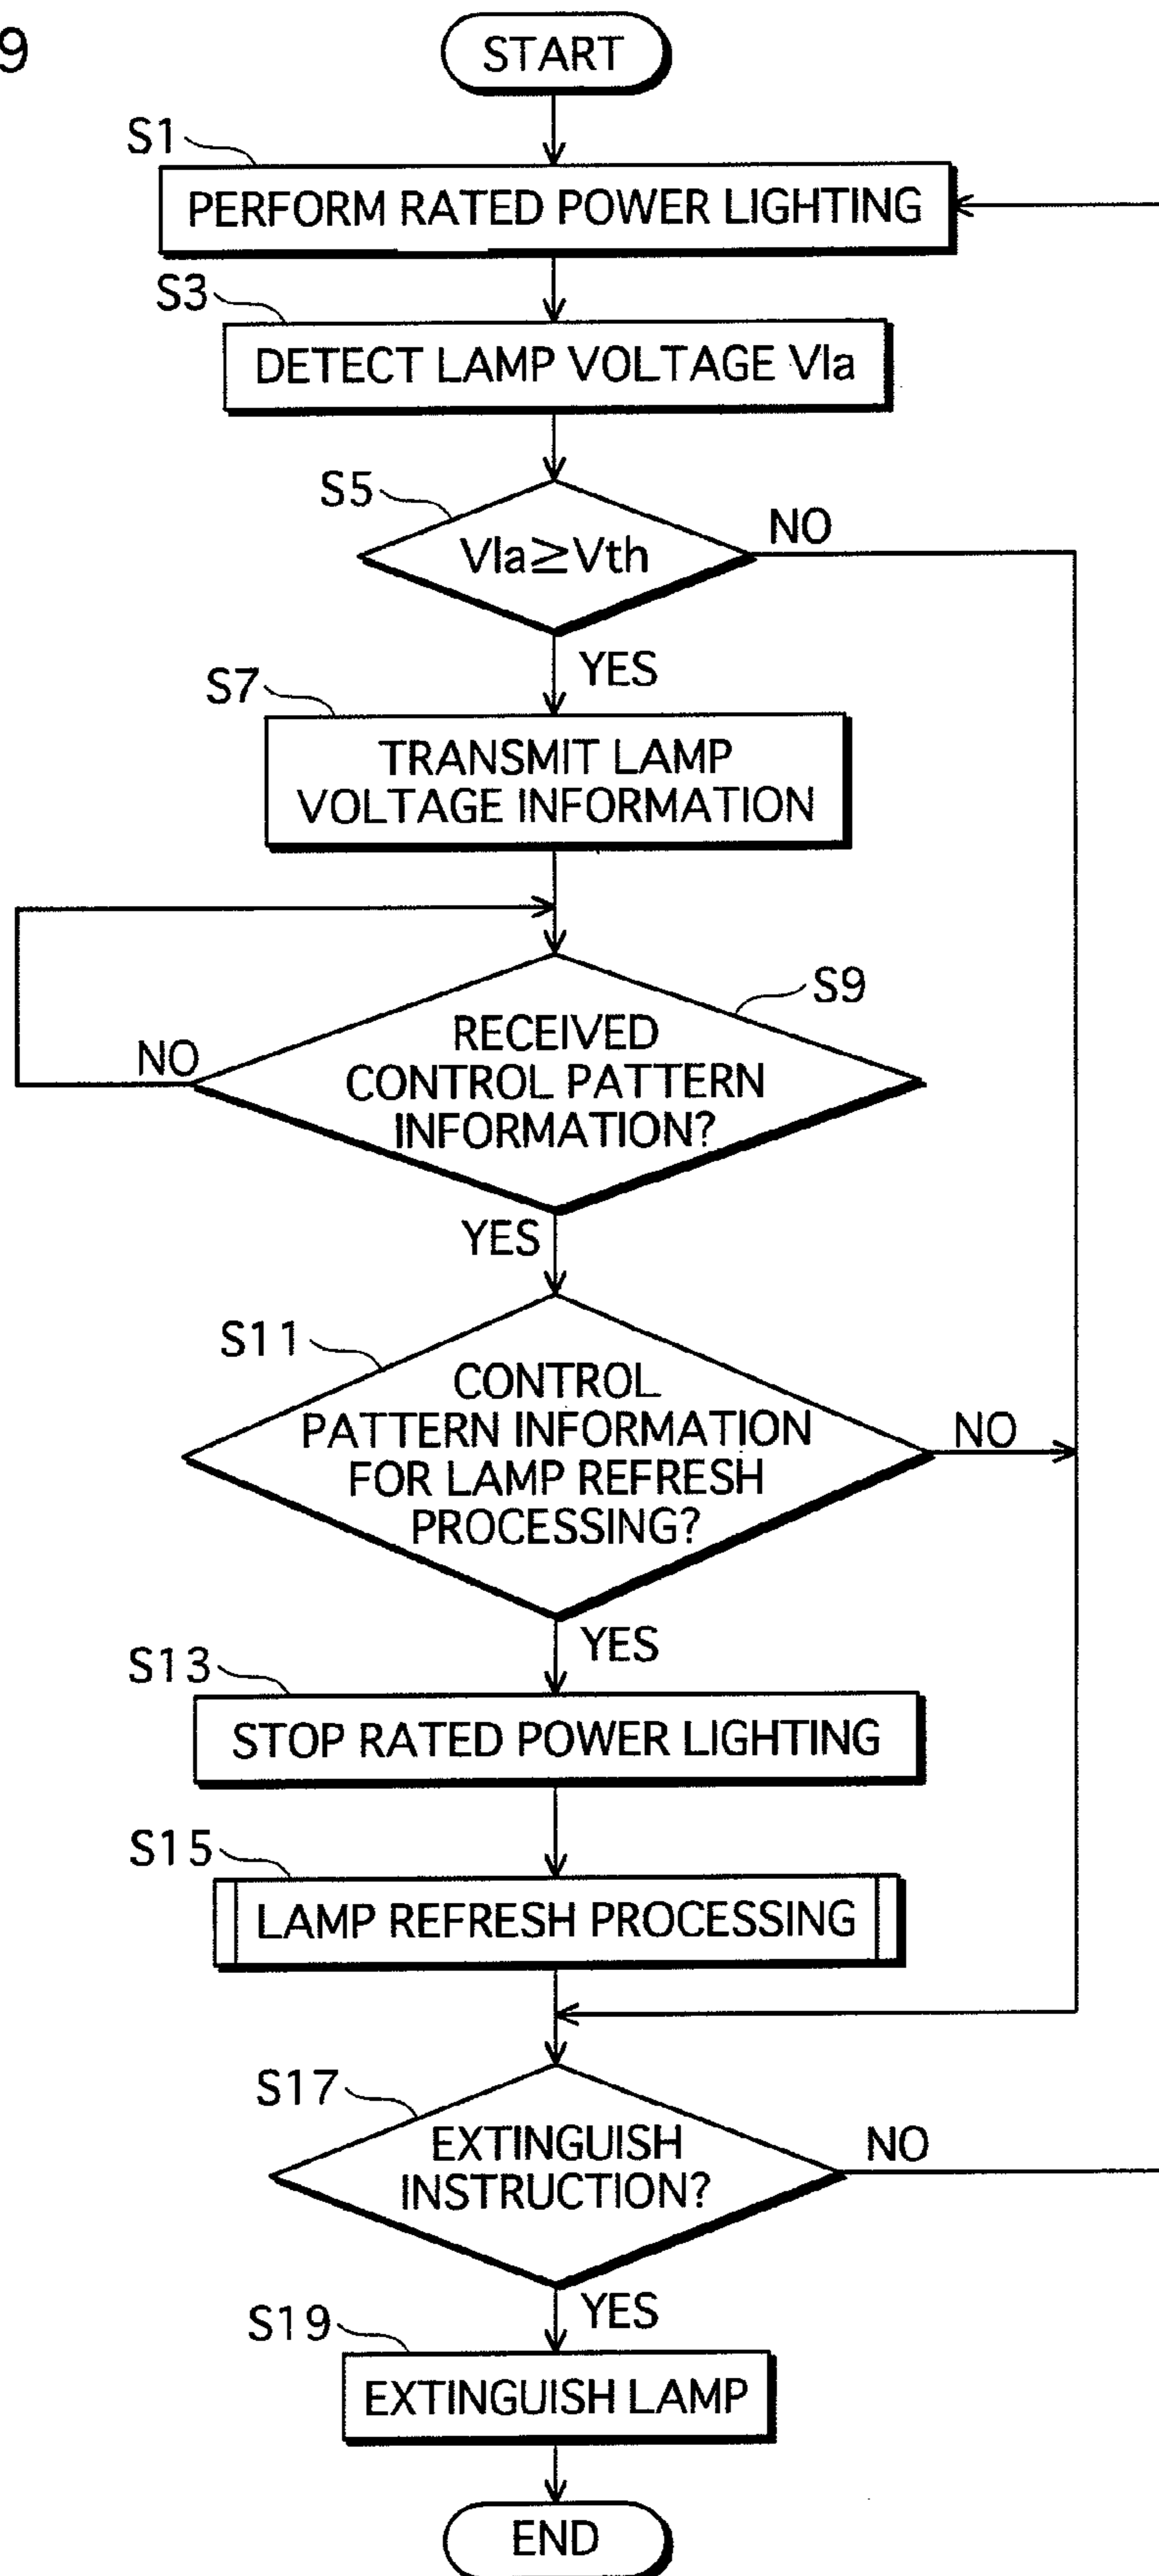 9
START
S1
PERFORM RATED POWER LIGHTING
S3
DETECT LAMP VOLTAGE Vla
S5
Vla≥Vth
NO
YES
S7
TRANSMIT LAMP
VOLTAGE INFORMATION
S9
RECEIVED
CONTROL PATTERN
INFORMATION?
NO
YES
S11
CONTROL
PATTERN INFORMATION
FOR LAMP REFRESH
PROCESSING?
NO
YES
S13
STOP RATED POWER LIGHTING
S15
LAMP REFRESH PROCESSING
S17
EXTINGUISH
INSTRUCTION?
NO
YES
S19
EXTINGUISH LAMP
END